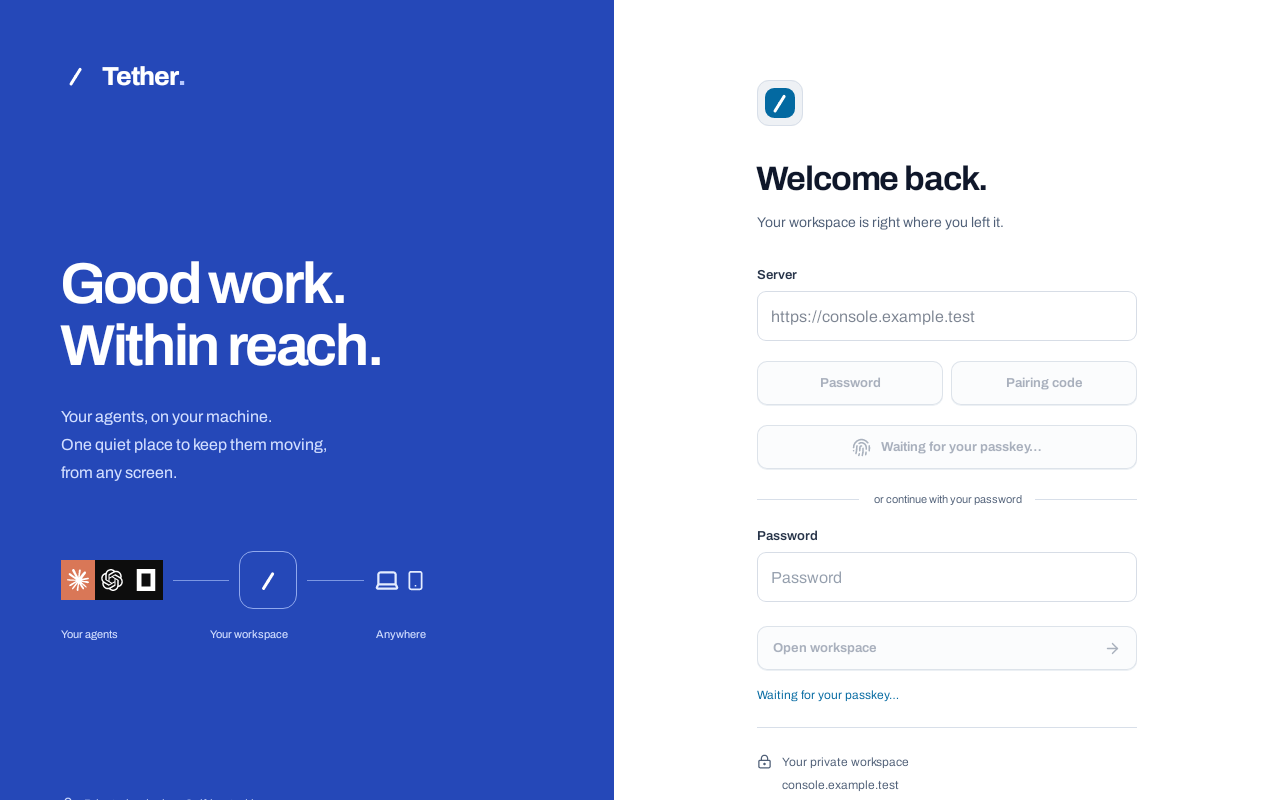 Tether.
Good work.
Within reach.
Your agents, on your machine.
One quiet place to keep them moving,
from any screen.
Your agents
Your workspace
Anywhere
Welcome back.
Your workspace is right where you left it.
Server
https://console.example.test
Password
Pairing code
Waiting for your passkey...
or continue with your password
Password
Password
Open workspace
Waiting for your passkey...
Your private workspace
console.example.test